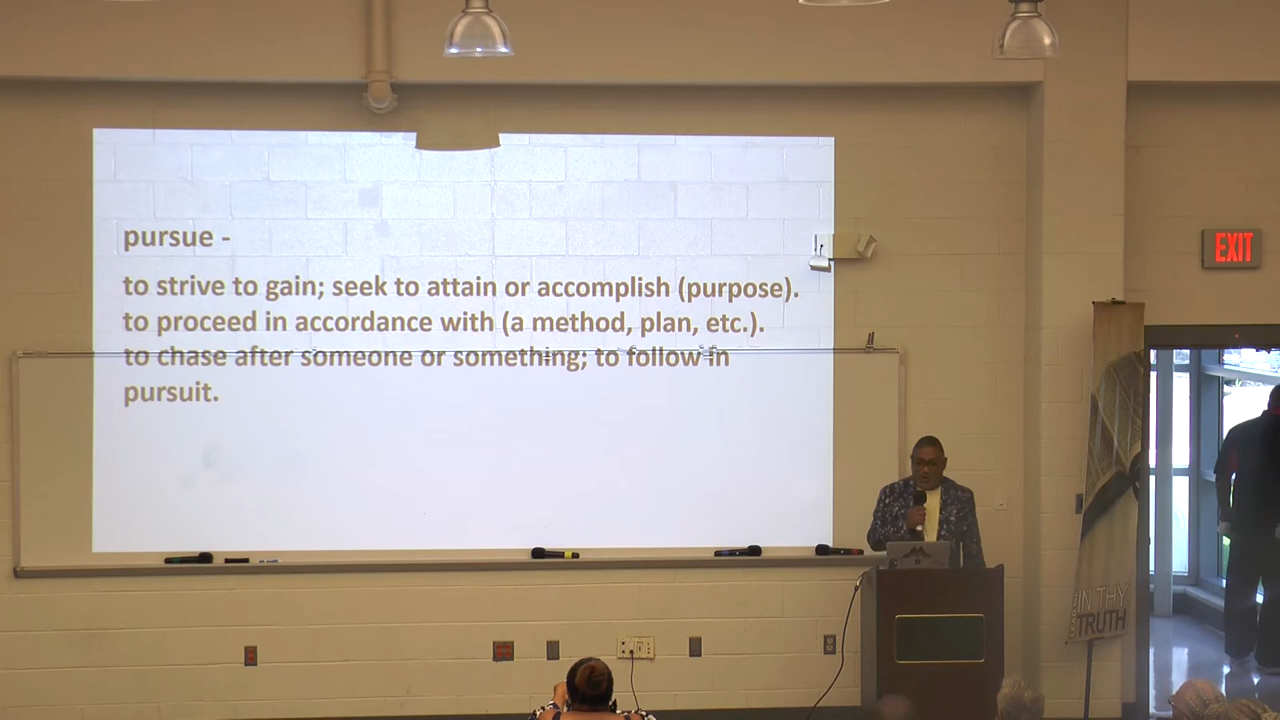 pursue -
to strive to gain; seek to attain or accomplish (purpose).
to proceed in accordance with (a method, plan, etc.).
to chase after someone or something; to follow in
pursuit.
EXIT
IN THY
TRUTH